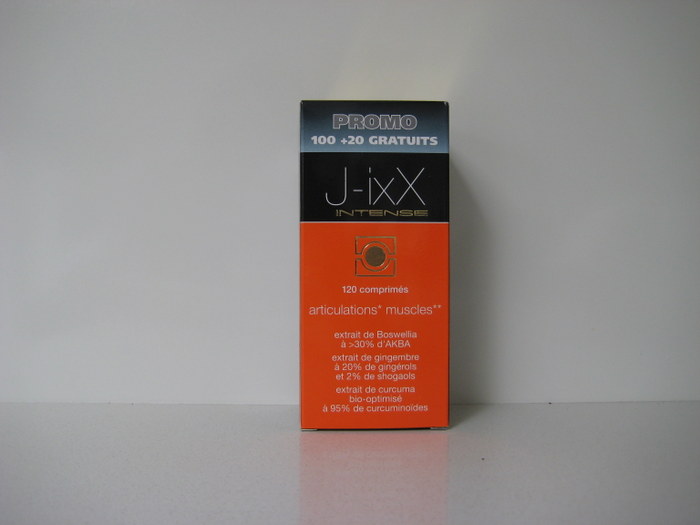 PROMO
100 +20 GRATUITS
J-ixX
INTENSE
120 comprimés
articulations* muscles**
extrait de Boswellia
à >30% d'AKBA
extrait de gingembre
à 20% de gingérols
et 2% de shogaols
extrait de curcuma
bio-optimisé
à 95% de curcuminoïdes